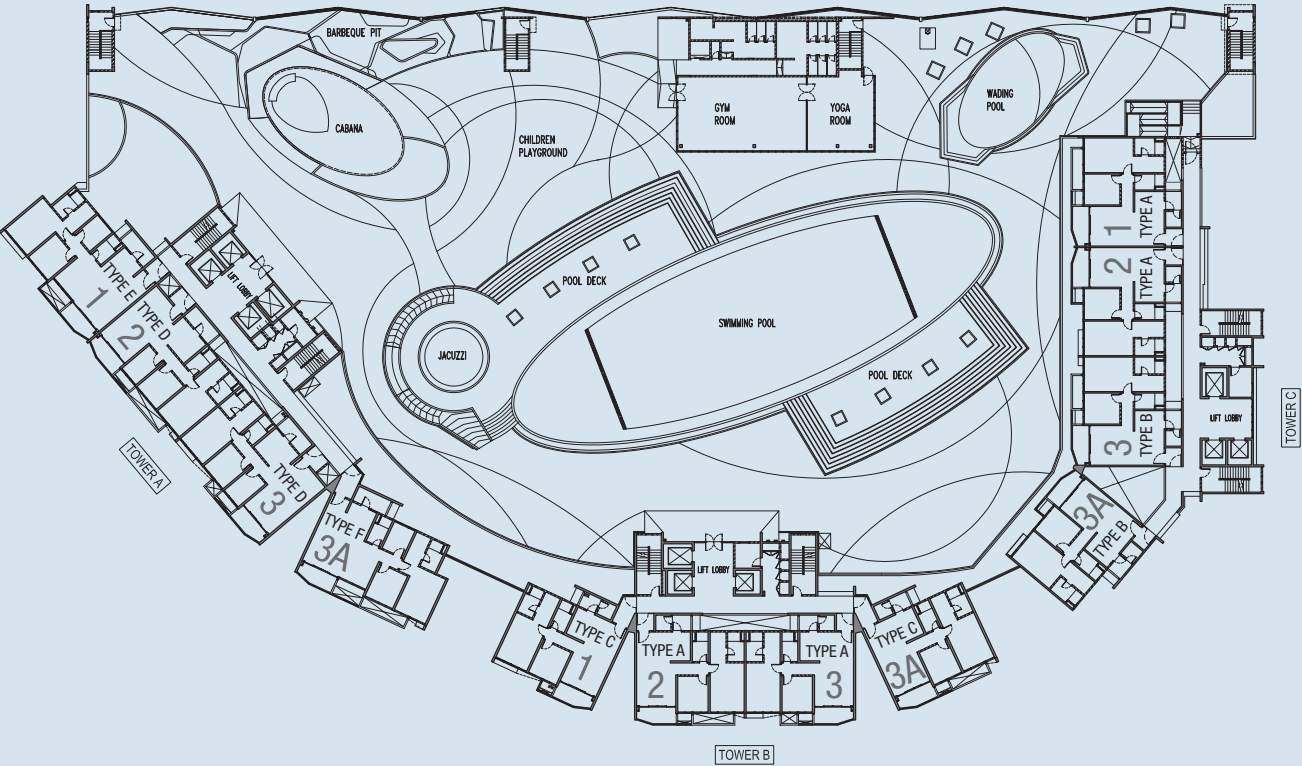 BARBEQUE PIT
CABANA
CHILDREN
PLAYGROUND
GYM
ROOM
YOGA
ROOM
WADING
POOL
POOL DECK
SWIMMING POOL
JACUZZI
POOL DECK
TYPE E
1
TYPE D
2
LIFT LOBBY
TYPE D
3
TYPE F
3A
TOWER A
TYPE C
1
TYPE A
2
LIFT LOBBY
TYPE A
3
TYPE C
3A
TOWER B
1
TYPE A
2
TYPE A
3
TYPE B
3A
TYPE B
LIFT LOBBY
TOWER C